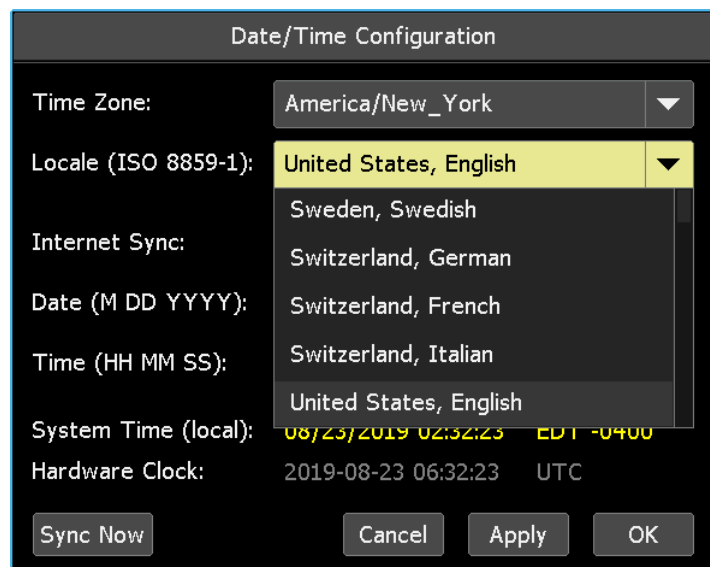 Date/Time Configuration
Time Zone: America/New_York
Locale (ISO 8859-1): United States, English
Sweden, Swedish
Internet Sync:
Switzerland, German
Date (M DD YYYY): Switzerland, French
Time (HH MM SS): Switzerland, Italian
United States, English
System Time (local): 08/23/2019 02:32:23 EDT -0400
Hardware Clock: 2019-08-23 06:32:23 UTC
Sync Now Cancel Apply OK